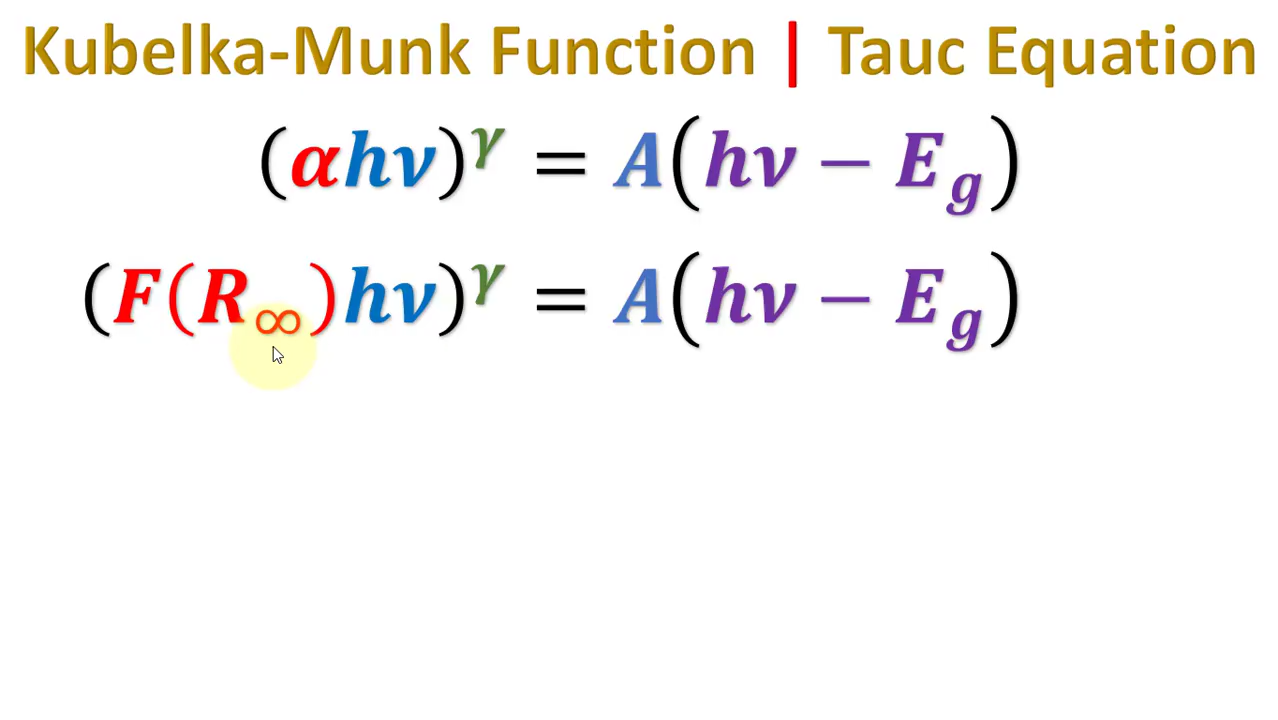 Kubelka-Munk Function | Tauc Equation
(αhν)^γ = A(hν − E_g)
(F(R_∞)hν)^γ = A(hν − E_g)